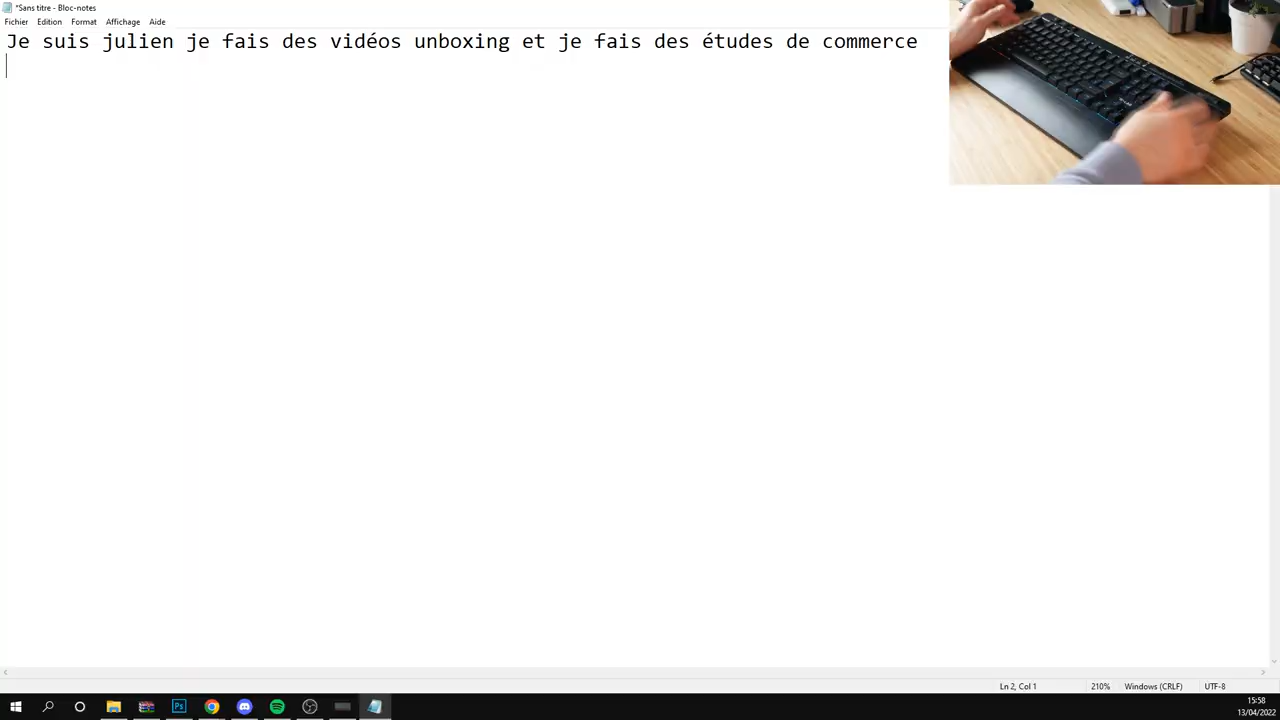 *Sans titre - Bloc-notes
Fichier Edition Format Affichage Aide
Je suis julien je fais des vidéos unboxing et je fais des études de commerce
Ln 2, Col 1 210% Windows (CRLF) UTF-8
Ps
15:58
13/04/2022